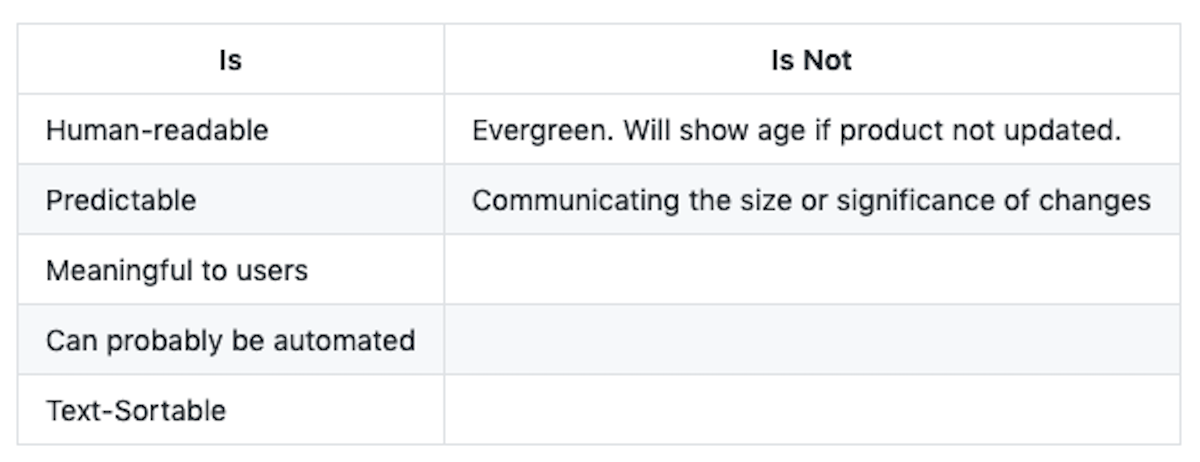 Is
Is Not
Human-readable
Evergreen. Will show age if product not updated.
Predictable
Communicating the size or significance of changes
Meaningful to users
Can probably be automated
Text-Sortable